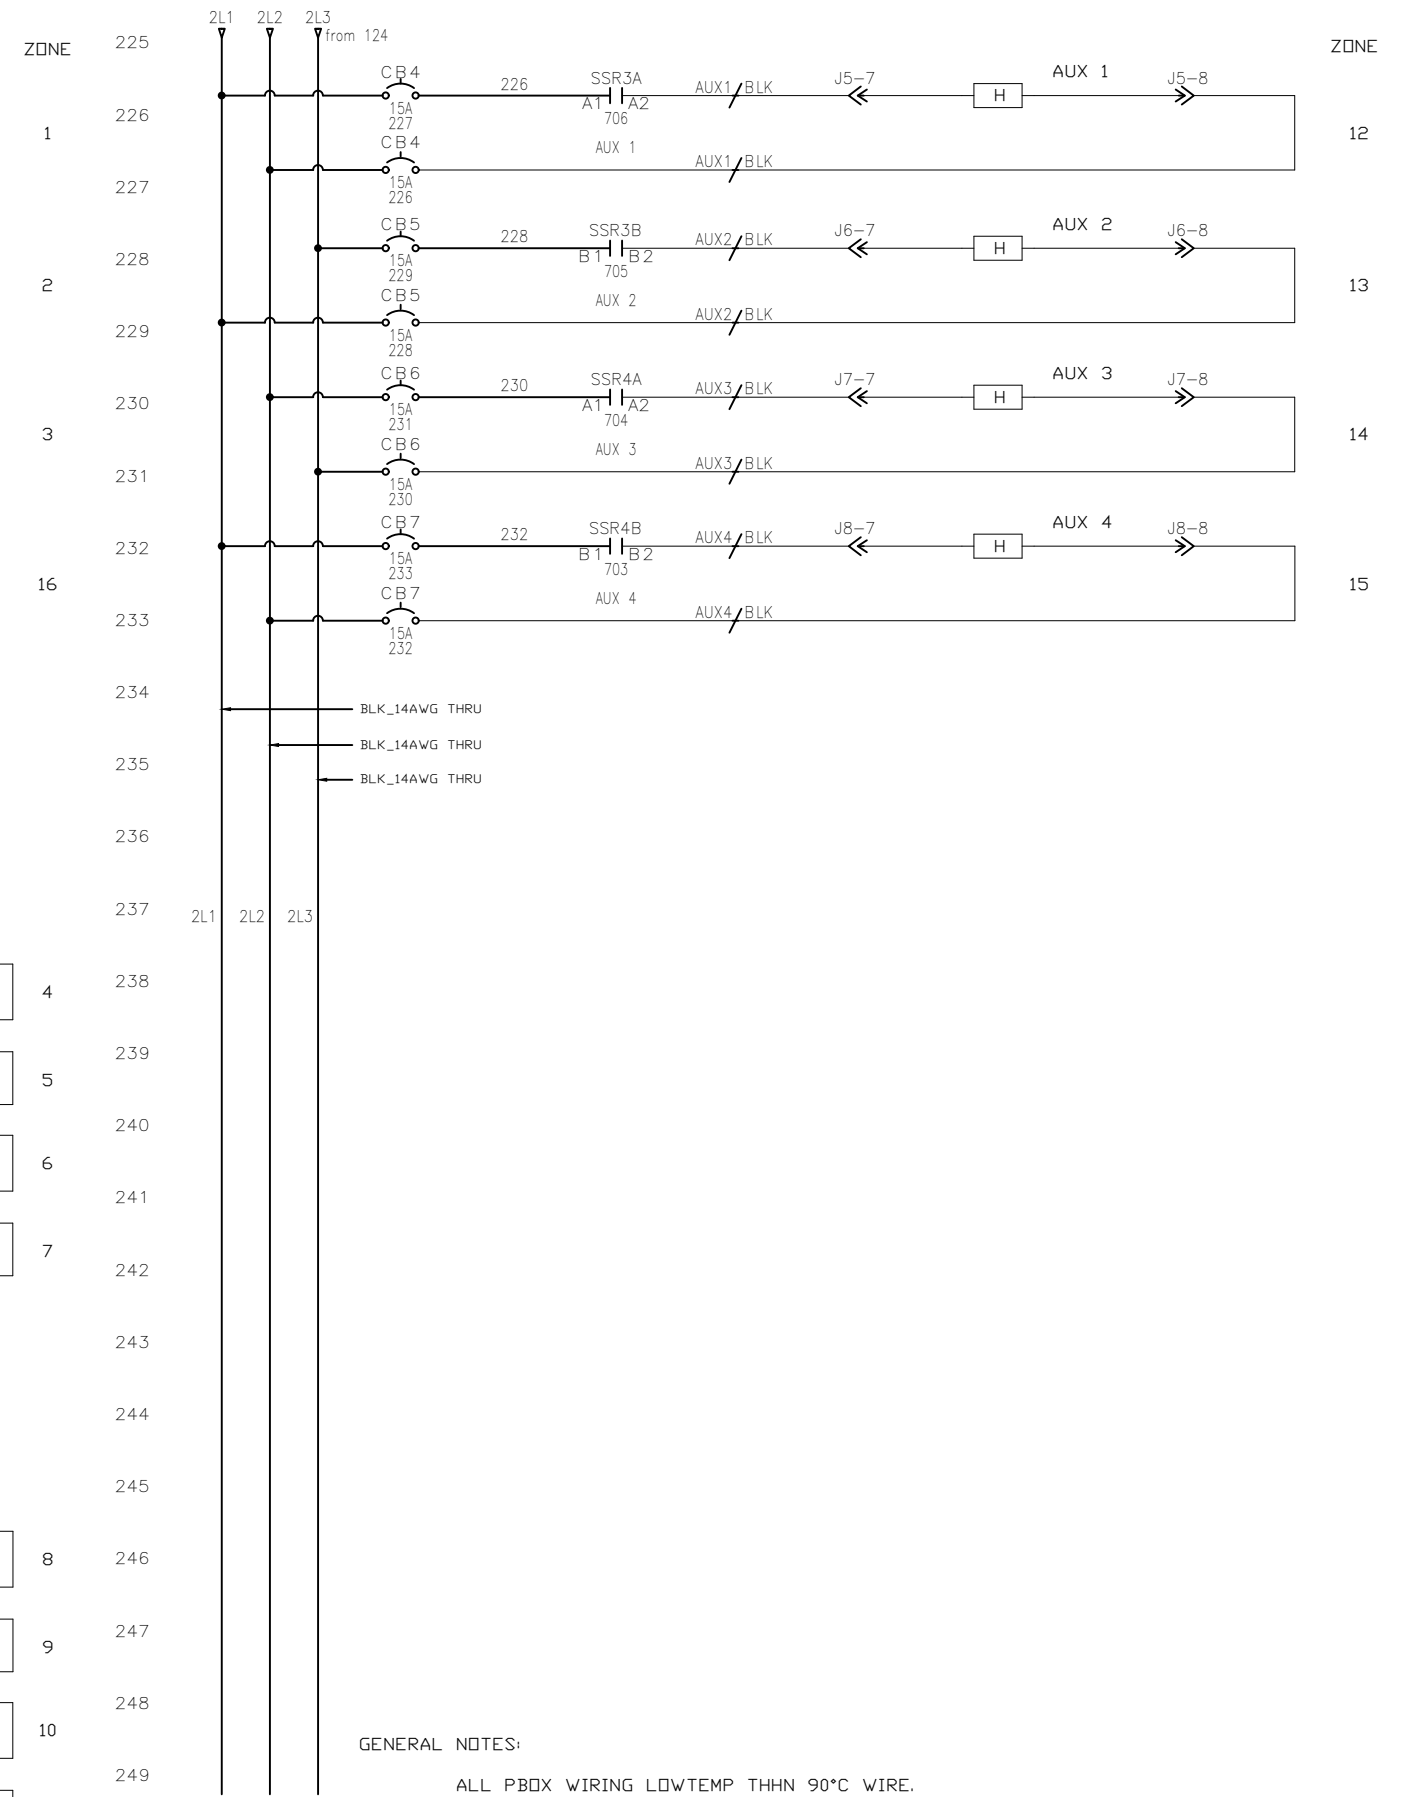 2L1 2L2 2L3
from 124
ZONE 225 ZONE
CB4 226 SSR3A AUX1 BLK J5-7 AUX 1 J5-8
A1 A2
H
226 15A 706
227
1 CB4 AUX 1 AUX1 BLK 12
15A
227 226
CB5 228 SSR3B AUX2 BLK J6-7 AUX 2 J6-8
B1 B2
H
228 15A 705
229
2 CB5 AUX 2 AUX2 BLK 13
229 15A
228
CB6 230 SSR4A AUX3 BLK J7-7 AUX 3 J7-8
A1 A2
H
230 15A 704
231
3 CB6 AUX 3 AUX3 BLK 14
231 15A
230
CB7 232 SSR4B AUX4 BLK J8-7 AUX 4 J8-8
B1 B2
H
232 15A 703
233
16 CB7 AUX 4 AUX4 BLK 15
233 15A
232
234
BLK_14AWG THRU
BLK_14AWG THRU
235
BLK_14AWG THRU
236
237 2L1 2L2 2L3
238
4
239
5
240
6
241
7
242
243
244
245
8 246
247
9
248
10
GENERAL NOTES:
249
ALL PBOX WIRING LOWTEMP THHN 90°C WIRE.